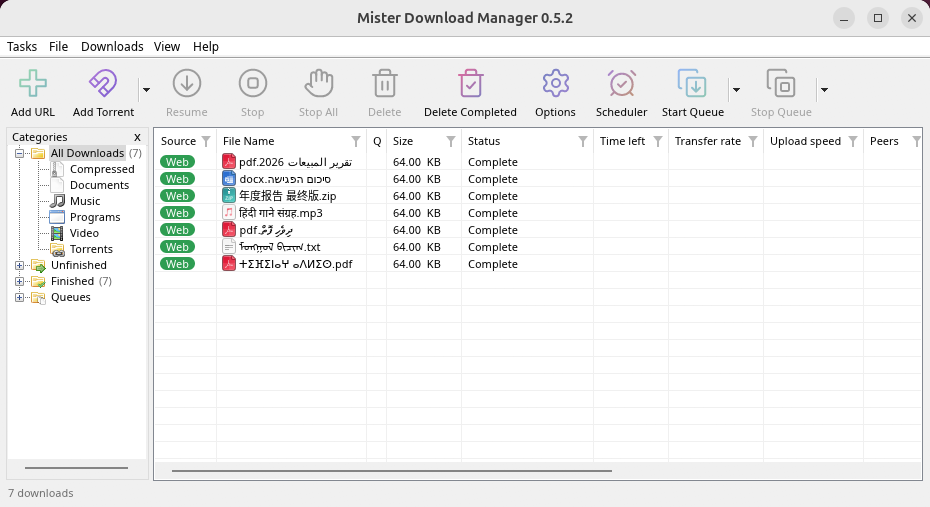 Mister Download Manager 0.5.2
Tasks File Downloads View Help
Add URL Add Torrent Resume Stop Stop All Delete Delete Completed Options Scheduler Start Queue Stop Queue
Categories x
All Downloads (7)
Compressed
Documents
Music
Programs
Video
Torrents
Unfinished
Finished (7)
Queues
Source File Name Q Size Status Time left Transfer rate Upload speed Peers
Web تقرير المبيعات 2026.pdf 64.00 KB Complete
Web סיכום הפגישה.docx 64.00 KB Complete
Web 年度报告 最终版.zip 64.00 KB Complete
Web हिंदी गाने संग्रह.mp3 64.00 KB Complete
Web .pdf 64.00 KB Complete
Web .txt 64.00 KB Complete
Web ⵜⵉⴼⵉⵏⴰⵖ ⴰⴷⵍⵉⵙ.pdf 64.00 KB Complete
7 downloads